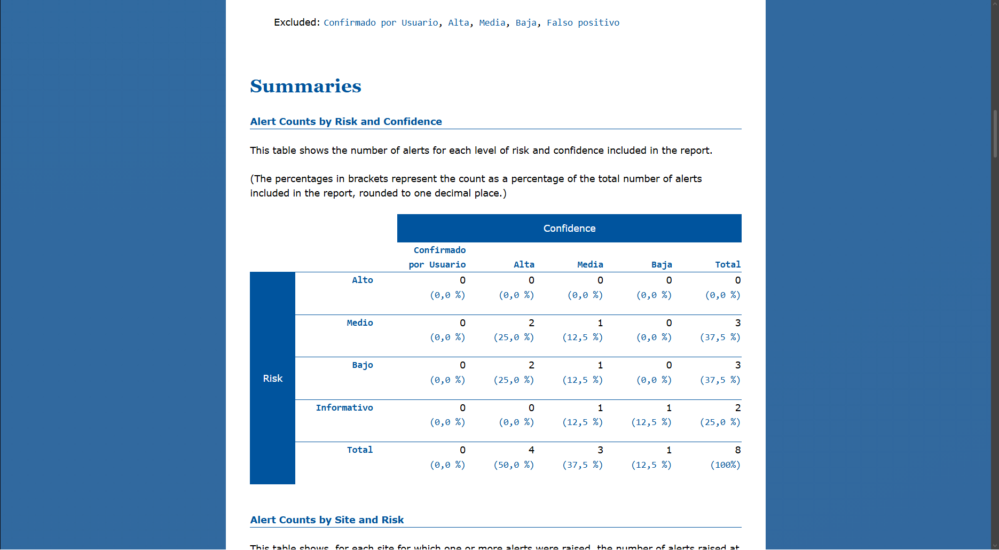 Excluded: Confirmado por Usuario, Alta, Media, Baja, Falso positivo
Summaries
Alert Counts by Risk and Confidence
This table shows the number of alerts for each level of risk and confidence included in the report.
(The percentages in brackets represent the count as a percentage of the total number of alerts
included in the report, rounded to one decimal place.)
Confidence
Confirmado
por Usuario Alta Media Baja Total
Alto 0 0 0 0 0
(0,0 %) (0,0 %) (0,0 %) (0,0 %) (0,0 %)
Medio 0 2 1 0 3
(0,0 %) (25,0 %) (12,5 %) (0,0 %) (37,5 %)
Bajo 0 2 1 0 3
Risk (0,0 %) (25,0 %) (12,5 %) (0,0 %) (37,5 %)
Informativo 0 0 1 1 2
(0,0 %) (0,0 %) (12,5 %) (12,5 %) (25,0 %)
Total 0 4 3 1 8
(0,0 %) (50,0 %) (37,5 %) (12,5 %) (100%)
Alert Counts by Site and Risk
This table shows, for each site for which one or more alerts were raised, the number of alerts raised at